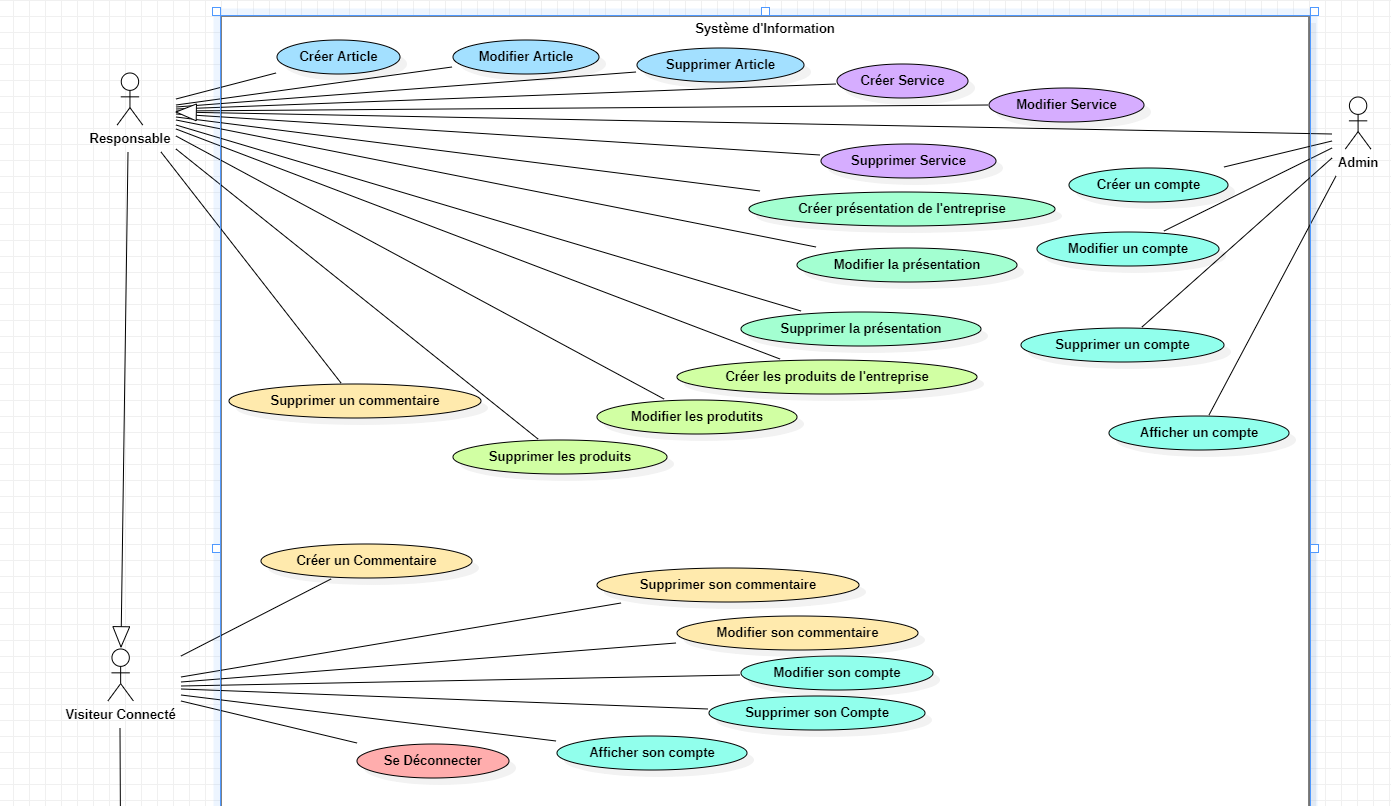 Système d'Information
Créer Article
Modifier Article
Supprimer Article
Créer Service
Modifier Service
Responsable
Admin
Supprimer Service
Créer un compte
Créer présentation de l'entreprise
Modifier un compte
Modifier la présentation
Supprimer la présentation
Supprimer un compte
Créer les produits de l'entreprise
Supprimer un commentaire
Modifier les produtits
Afficher un compte
Supprimer les produits
Créer un Commentaire
Supprimer son commentaire
Modifier son commentaire
Modifier son compte
Visiteur Connecté
Supprimer son Compte
Afficher son compte
Se Déconnecter